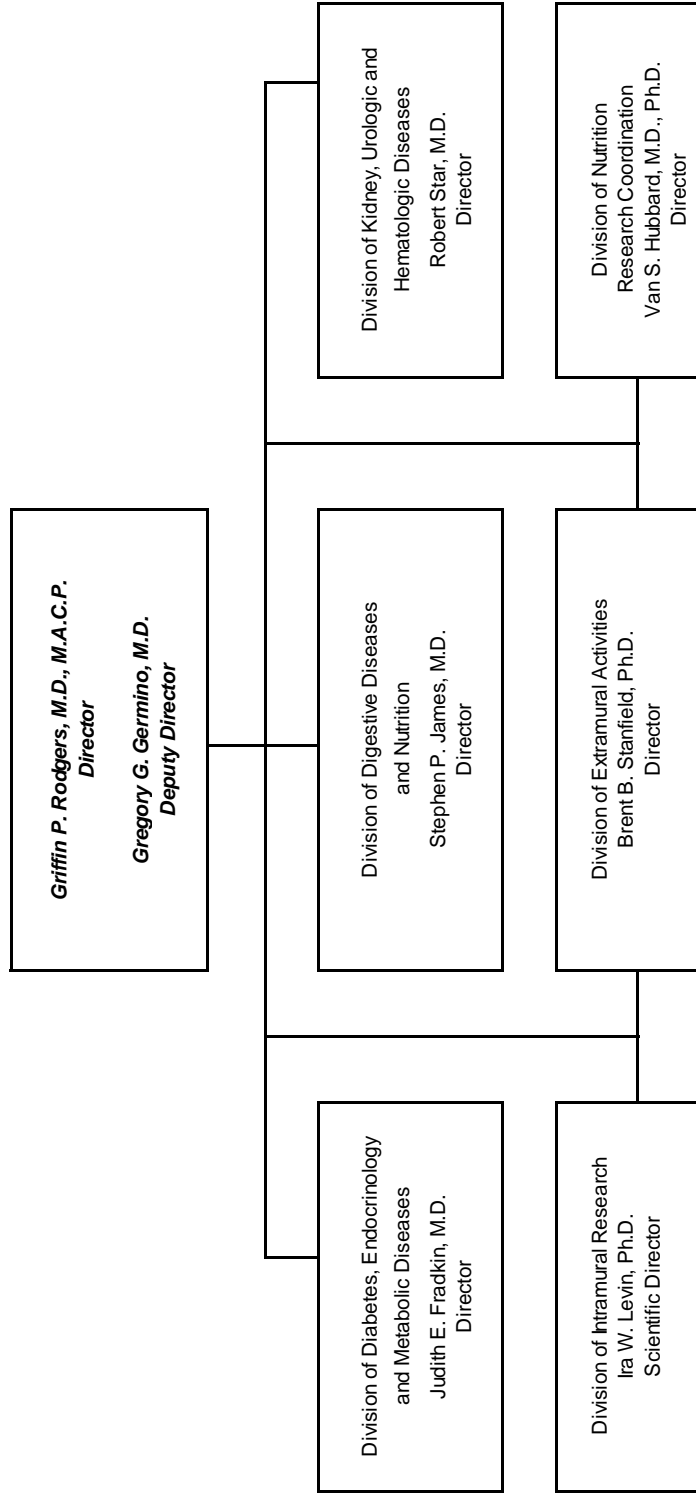 Griffin P. Rodgers, M.D., M.A.C.P.
Director
Gregory G. Germino, M.D.
Deputy Director
Division of Diabetes, Endocrinology
and Metabolic Diseases
Judith E. Fradkin, M.D.
Director
Division of Digestive Diseases
and Nutrition
Stephen P. James, M.D.
Director
Division of Kidney, Urologic and
Hematologic Diseases
Robert Star, M.D.
Director
Division of Intramural Research
Ira W. Levin, Ph.D.
Scientific Director
Division of Extramural Activities
Brent B. Stanfield, Ph.D.
Director
Division of Nutrition
Research Coordination
Van S. Hubbard, M.D., Ph.D.
Director